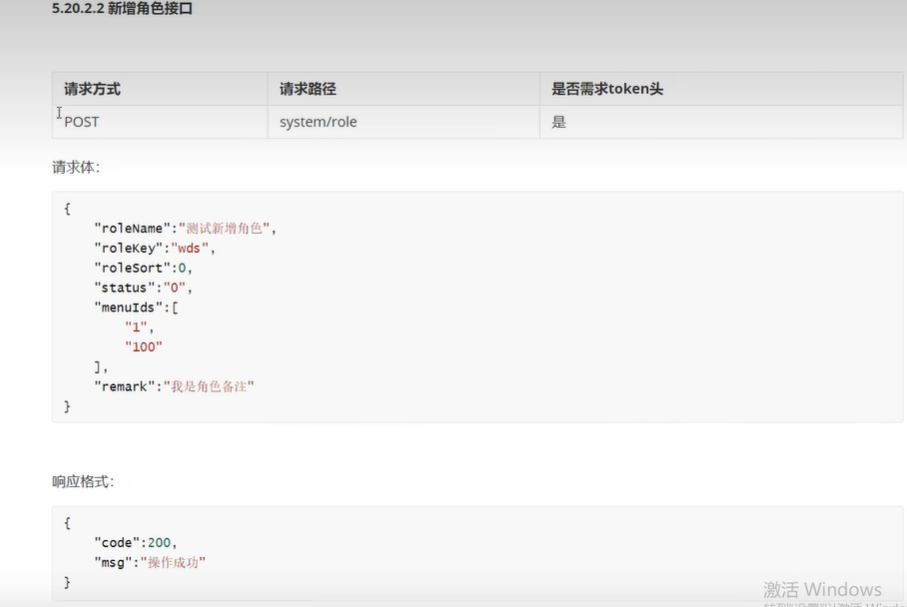 5.20.2.2 新增角色接口
请求方式 请求路径 是否需求token头
POST system/role 是
请求体：
{
"roleName":"测试新增角色",
"roleKey":"wds",
"roleSort":0,
"status":"0",
"menuIds":[
"1",
"100"
],
"remark":"我是角色备注"
}
响应格式：
{
"code":200,
"msg":"操作成功"
}
激活 Windows